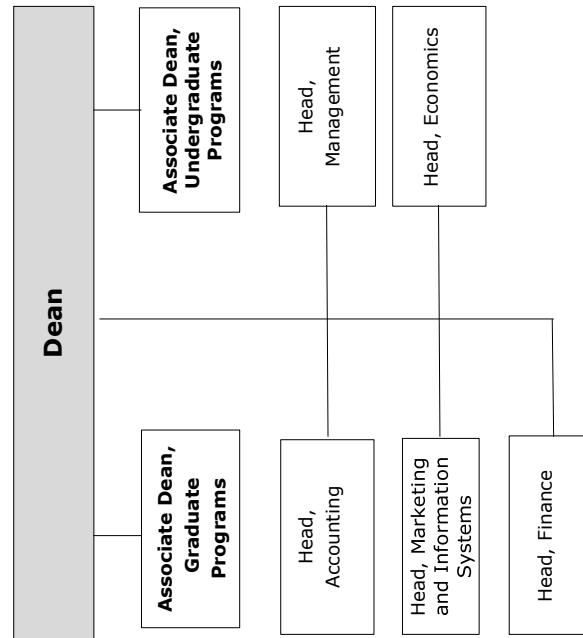 Dean
Associate Dean,
Graduate
Programs
Associate Dean,
Undergraduate
Programs
Head,
Accounting
Head,
Management
Head, Marketing
and Information
Systems
Head, Economics
Head, Finance